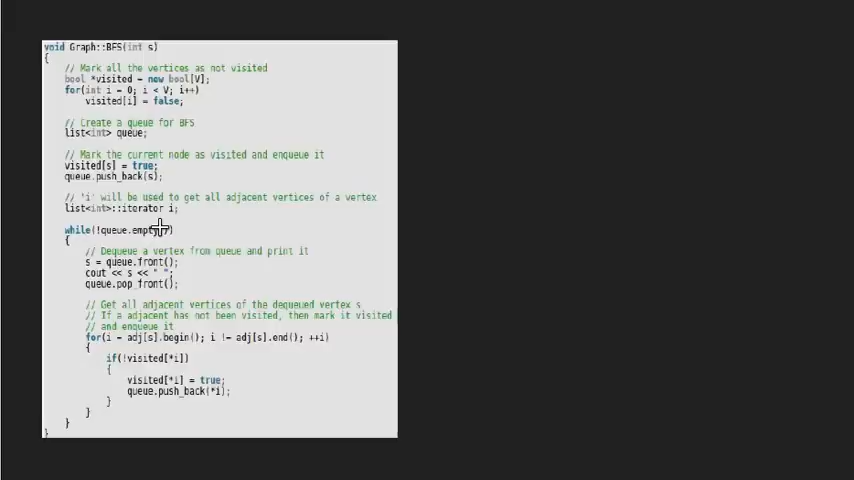 void Graph::BFS(int s)
{
// Mark all the vertices as not visited
bool *visited = new bool[V];
for(int i = 0; i < V; i++)
visited[i] = false;
// Create a queue for BFS
list<int> queue;
// Mark the current node as visited and enqueue it
visited[s] = true;
queue.push_back(s);
// 'i' will be used to get all adjacent vertices of a vertex
list<int>::iterator i;
while(!queue.empty())
{
// Dequeue a vertex from queue and print it
s = queue.front();
cout << s << " ";
queue.pop_front();
// Get all adjacent vertices of the dequeued vertex s
// If a adjacent has not been visited, then mark it visited
// and enqueue it
for(i = adj[s].begin(); i != adj[s].end(); ++i)
{
if(!visited[*i])
{
visited[*i] = true;
queue.push_back(*i);
}
}
}
}